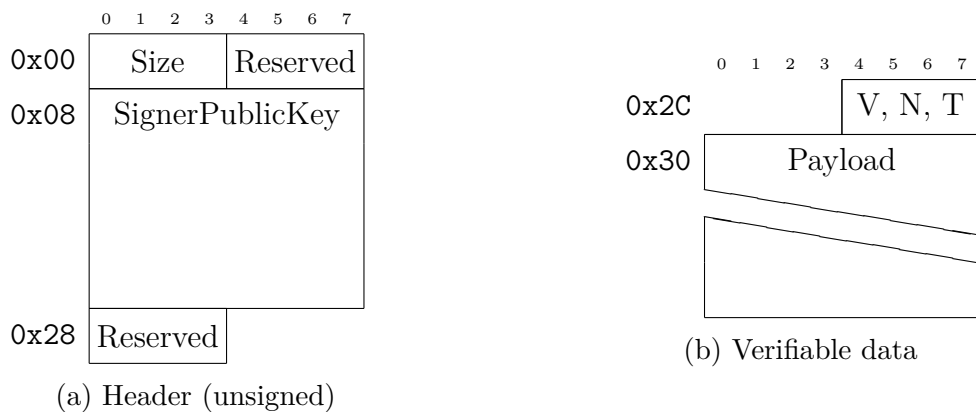 0 1 2 3 4 5 6 7
0x00 Size Reserved
0x08 SignerPublicKey
0x28 Reserved
(a) Header (unsigned)
0 1 2 3 4 5 6 7
0x2C V, N, T
0x30 Payload
(b) Verifiable data